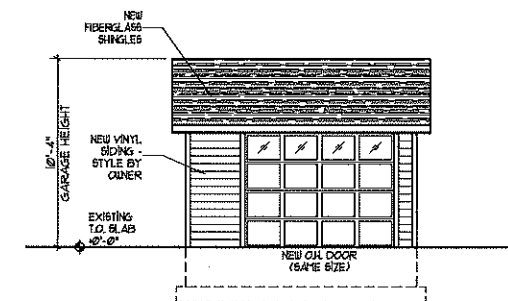 NEW
FIBERGLASS
SHINGLES
10'-4"
GARAGE HEIGHT
NEW VINYL
SIDING -
STYLE BY
OWNER
EXISTING
T.O. SLAB
+0'-0"
NEW O.H. DOOR
(SAME SIZE)